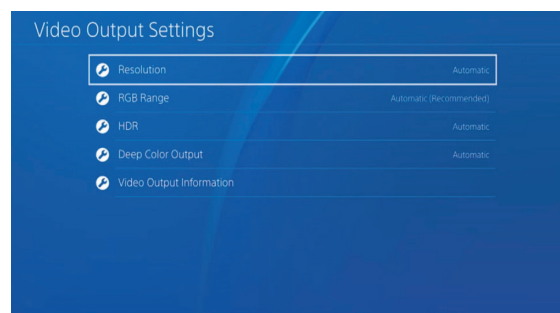 Video Output Settings
Resolution Automatic
RGB Range Automatic (Recommended)
HDR Automatic
Deep Color Output Automatic
Video Output Information